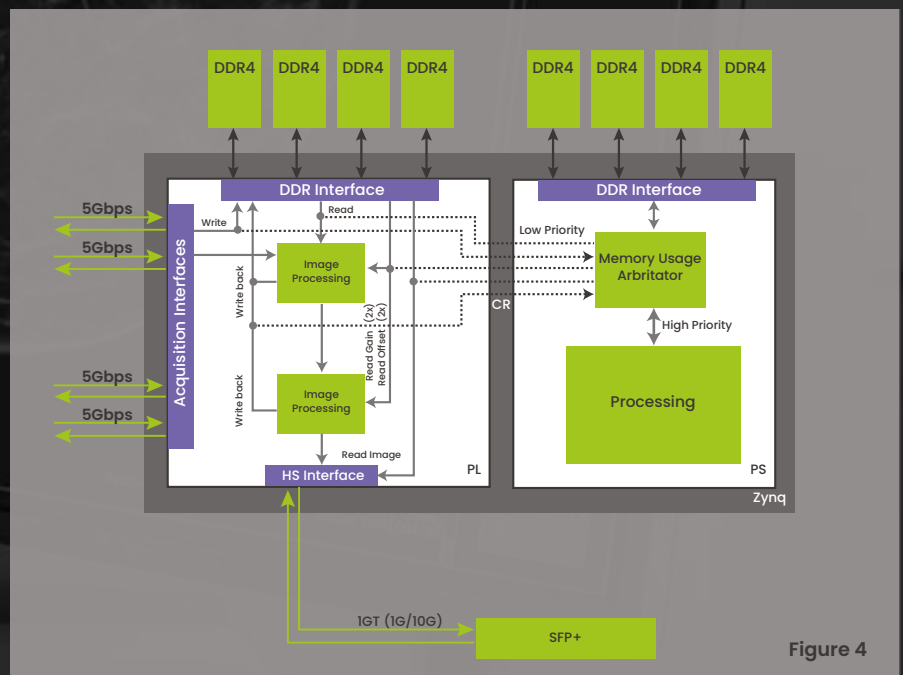 DDR4
DDR4
DDR4
DDR4
DDR4
DDR4
DDR4
DDR4
DDR Interface
DDR Interface
5Gbps
5Gbps
5Gbps
5Gbps
Acquisition Interfaces
Write
Read
Image
Processing
Write back
Read Gain (2x)
Read Offset (2x)
Image
Processing
Write back
Read Image
HS Interface
PL
CR
Low Priority
Memory Usage
Arbritator
High Priority
Processing
PS
Zynq
1GT (1G/10G)
SFP+
Figure 4